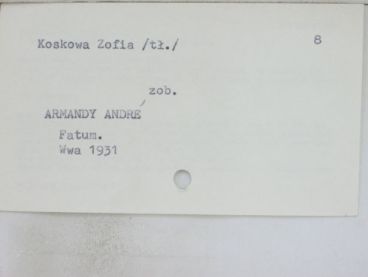 Koskowa Zofia /tł./ 8
zob.
ARMANDY ANDRÉ
Fatum.
Wwa 1931